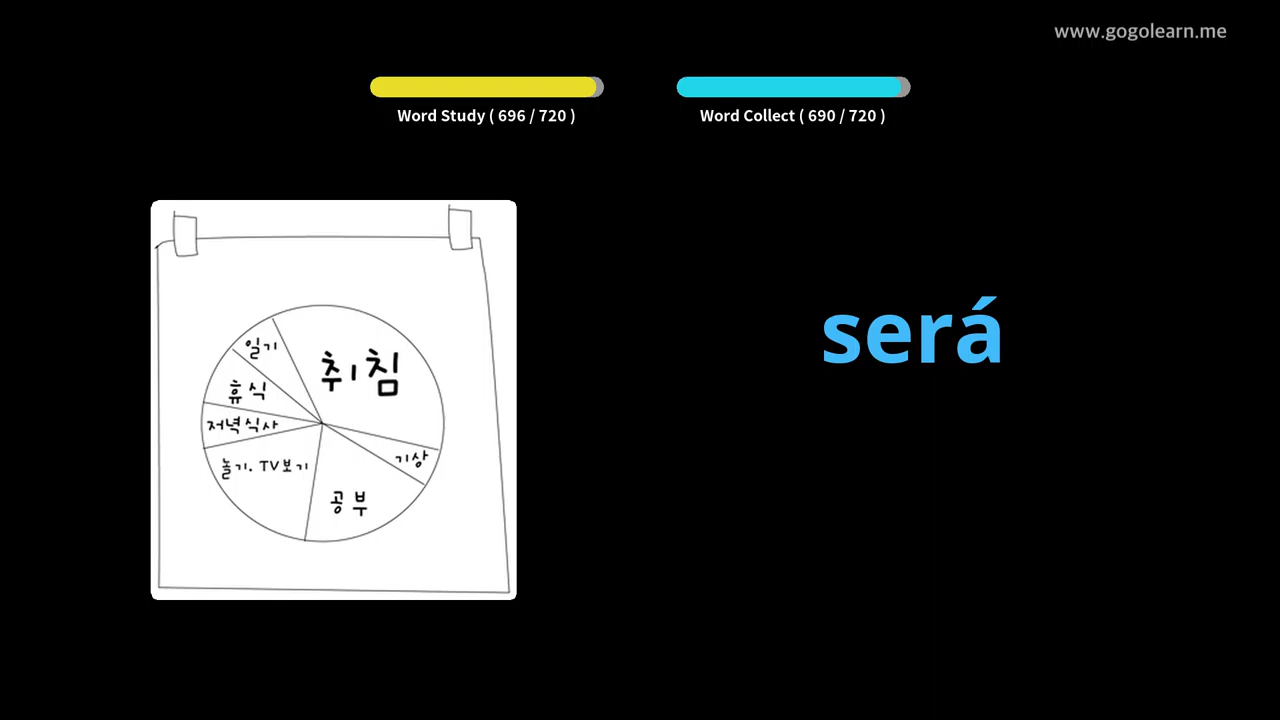 www.gogolearn.me
Word Study ( 696 / 720 )
Word Collect ( 690 / 720 )
일기
취침
휴식
저녁식사
놀기. TV보기
기상
공부
será